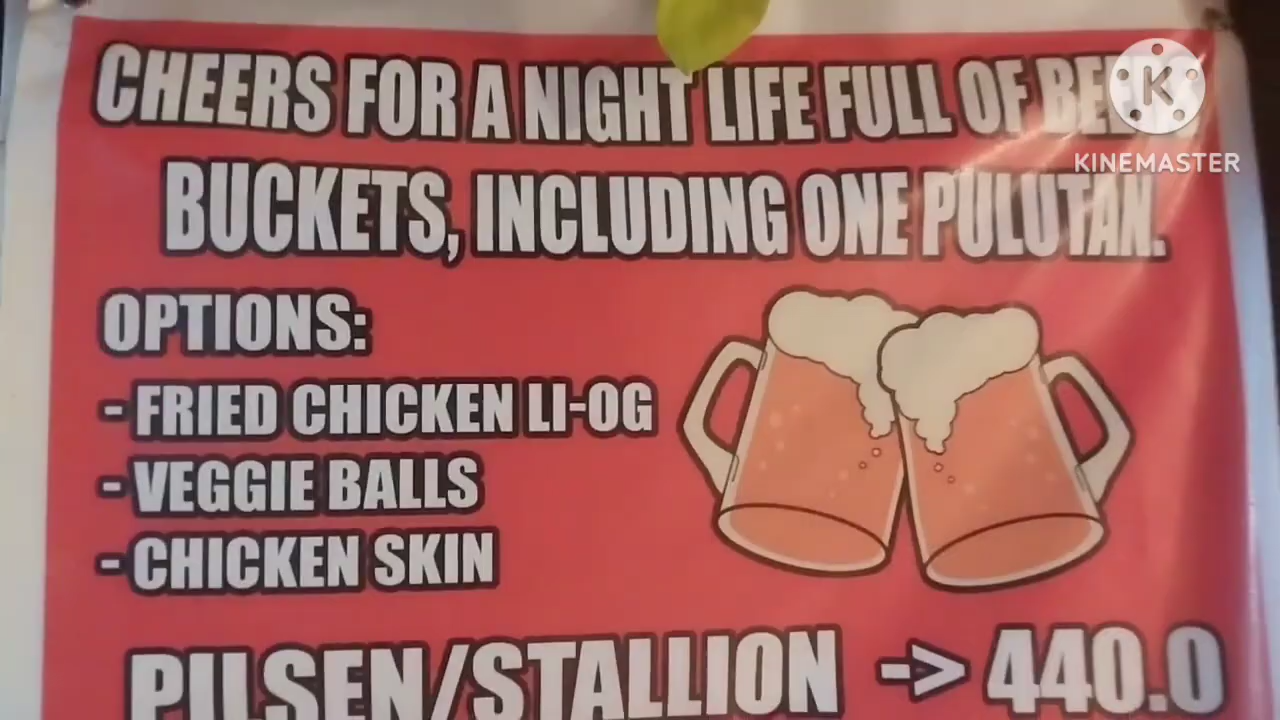 CHEERS FOR A NIGHT LIFE FULL OF
BUCKETS, INCLUDING ONE PULUTAN.
OPTIONS:
- FRIED CHICKEN LI-OG
- VEGGIE BALLS
- CHICKEN SKIN
PILSEN/STALLION -> 440.0
K
KINEMASTER